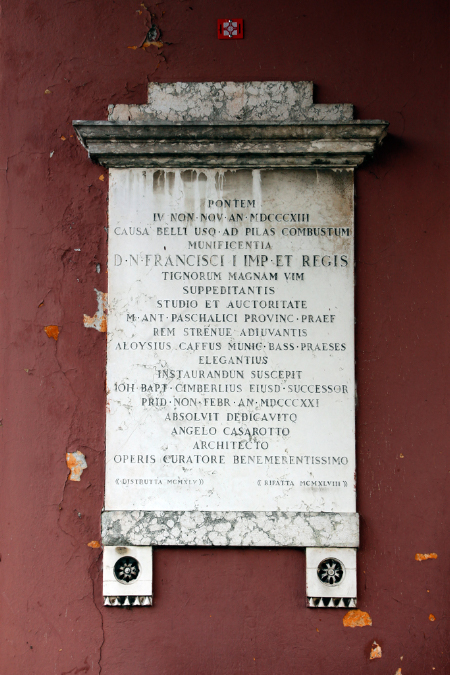 PONTEM
IV NON·NOV·AN·MDCCCXIII
CAUSA BELLI USQ·AD PILAS COMBUSTUM
MUNIFICENTIA
D·N·FRANCISCI I IMP·ET REGIS
TIGNORUM MAGNAM VIM
SUPPEDITANTIS
STUDIO ET AUCTORITATE
M·ANT·PASCHALICI PROVINC·PRAEF
REM STRENUE ADIUVANTIS
ALOYSIUS CAFFUS MUNIC·BASS·PRAESES
ELEGANTIUS
INSTAURANDUN SUSCEPIT
IOH·BAPT·CIMBERLIUS EIUSD·SUCCESSOR
PRID·NON·FEBR·AN·MDCCCXXI
ABSOLVIT DEDICAVITQ
ANGELO CASAROTTO
ARCHITECTO
OPERIS CURATORE BENEMERENTISSIMO
《DISTRUTTA MCMXLV》 《RIFATTA MCMXLVIII》